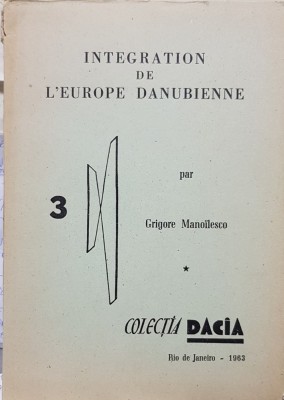 INTEGRATION
DE
L'EUROPE DANUBIENNE
par
3
Grigore Manoïlesco
COLECȚIA DACIA
Rio de Janeiro - 1963